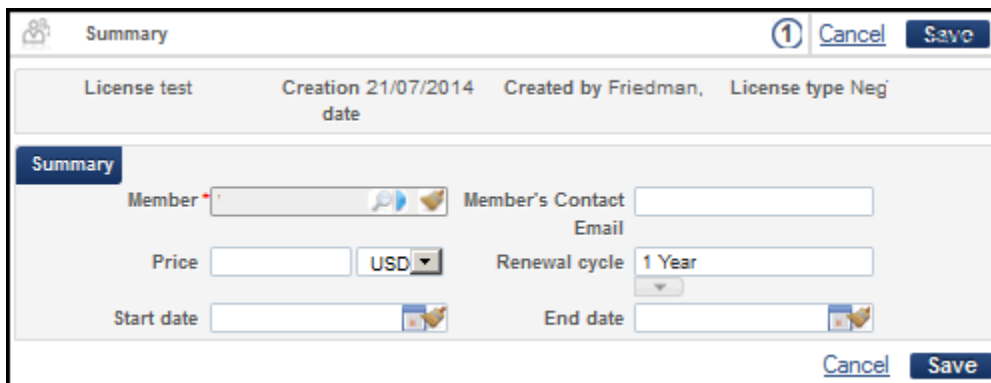 Summary
1 Cancel Save
License test Creation date 21/07/2014 Created by Friedman, License type Neg
Summary
Member *
Member's Contact Email
Price USD
Renewal cycle 1 Year
Start date
End date
Cancel Save